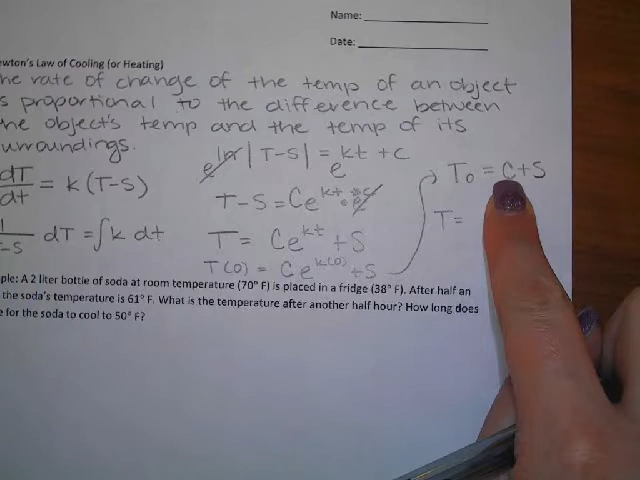 Name:
Date:
ewton's Law of Cooling (or Heating)
he rate of change of the temp of an object
s proportional to the difference between
he object's temp and the temp of its
urroundings.
dT/dt = k(T-S)
1/T-S dT = ∫k dt
e^ln|T-S| = e^kt+c
T-S = Ce^kt
T = Ce^kt + S
T(0) = Ce^k(0) + S
T₀ = C+S
T =
ple: A 2 liter bottle of soda at room temperature (70° F) is placed in a fridge (38° F). After half an
the soda's temperature is 61° F. What is the temperature after another half hour? How long does
e for the soda to cool to 50° F?